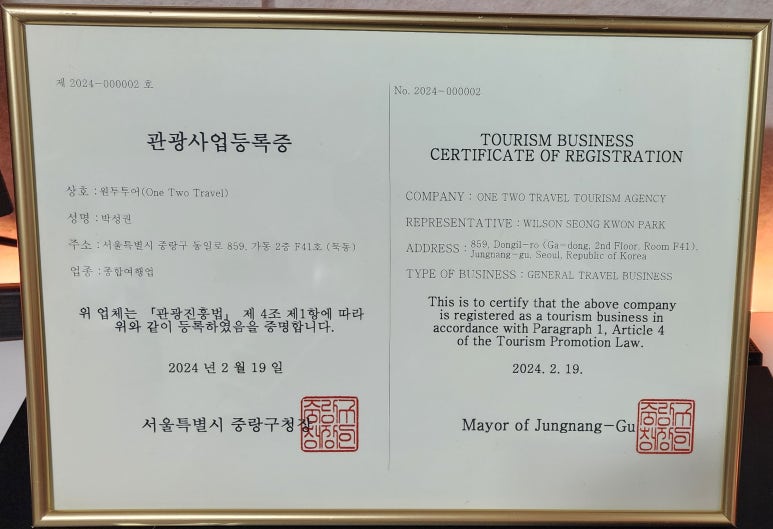 제 2024-000002 호
관광사업등록증
상호 : 원투투어(One Two Travel)
성명 : 박성권
주소 : 서울특별시 중랑구 동일로 859, 가동 2층 F41호 (묵동)
업종 : 종합여행업
위 업체는 「관광진흥법」 제 4조 제1항에 따라
위와 같이 등록하였음을 증명합니다.
2024 년 2 월 19 일
서울특별시 중랑구청장
No. 2024-000002
TOURISM BUSINESS
CERTIFICATE OF REGISTRATION
COMPANY : ONE TWO TRAVEL TOURISM AGENCY
REPRESENTATIVE : WILSON SEONG KWON PARK
ADDRESS : 859, Dongil-ro (Ga-dong, 2nd Floor, Room F41),
Jungnang-gu, Seoul, Republic of Korea
TYPE OF BUSINESS : GENERAL TRAVEL BUSINESS
This is to certify that the above company
is registered as a tourism business in
accordance with Paragraph 1, Article 4
of the Tourism Promotion Law.
2024. 2. 19.
Mayor of Jungnang-Gu